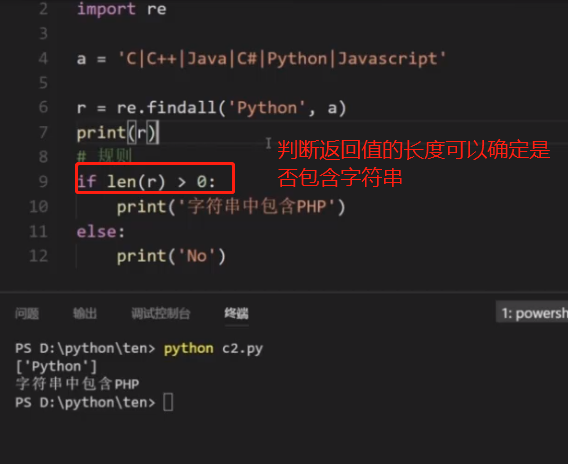 2 import re
3
4 a = 'C|C++|Java|C#|Python|Javascript'
5
6 r = re.findall('Python', a)
7 print(r)
8 # 规则
9 if len(r) > 0:
10 print('字符串中包含PHP')
11 else:
12 print('No')
判断返回值的长度可以确定是
否包含字符串
问题 输出 调试控制台 终端 1: powersh
PS D:\python\ten> python c2.py
['Python']
字符串中包含PHP
PS D:\python\ten>